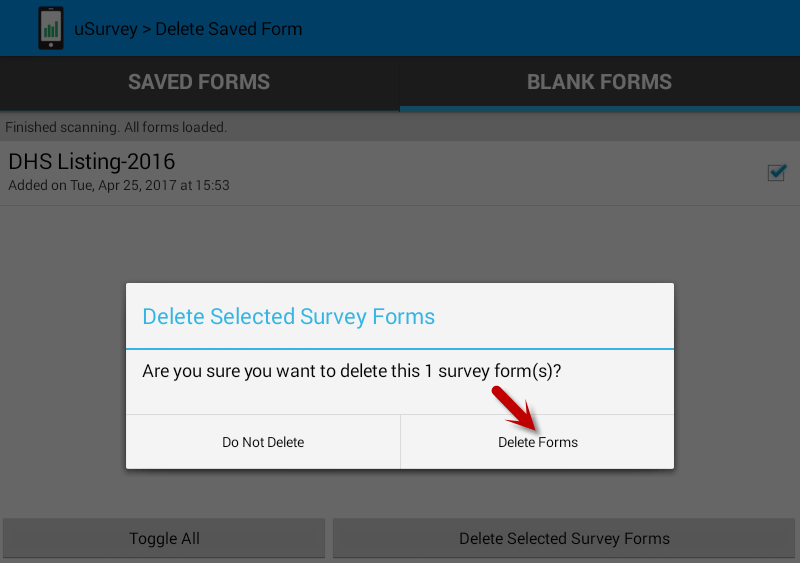 uSurvey > Delete Saved Form
SAVED FORMS
BLANK FORMS
Finished scanning. All forms loaded.
DHS Listing-2016
Added on Tue, Apr 25, 2017 at 15:53
Delete Selected Survey Forms
Are you sure you want to delete this 1 survey form(s)?
Do Not Delete
Delete Forms
Toggle All
Delete Selected Survey Forms